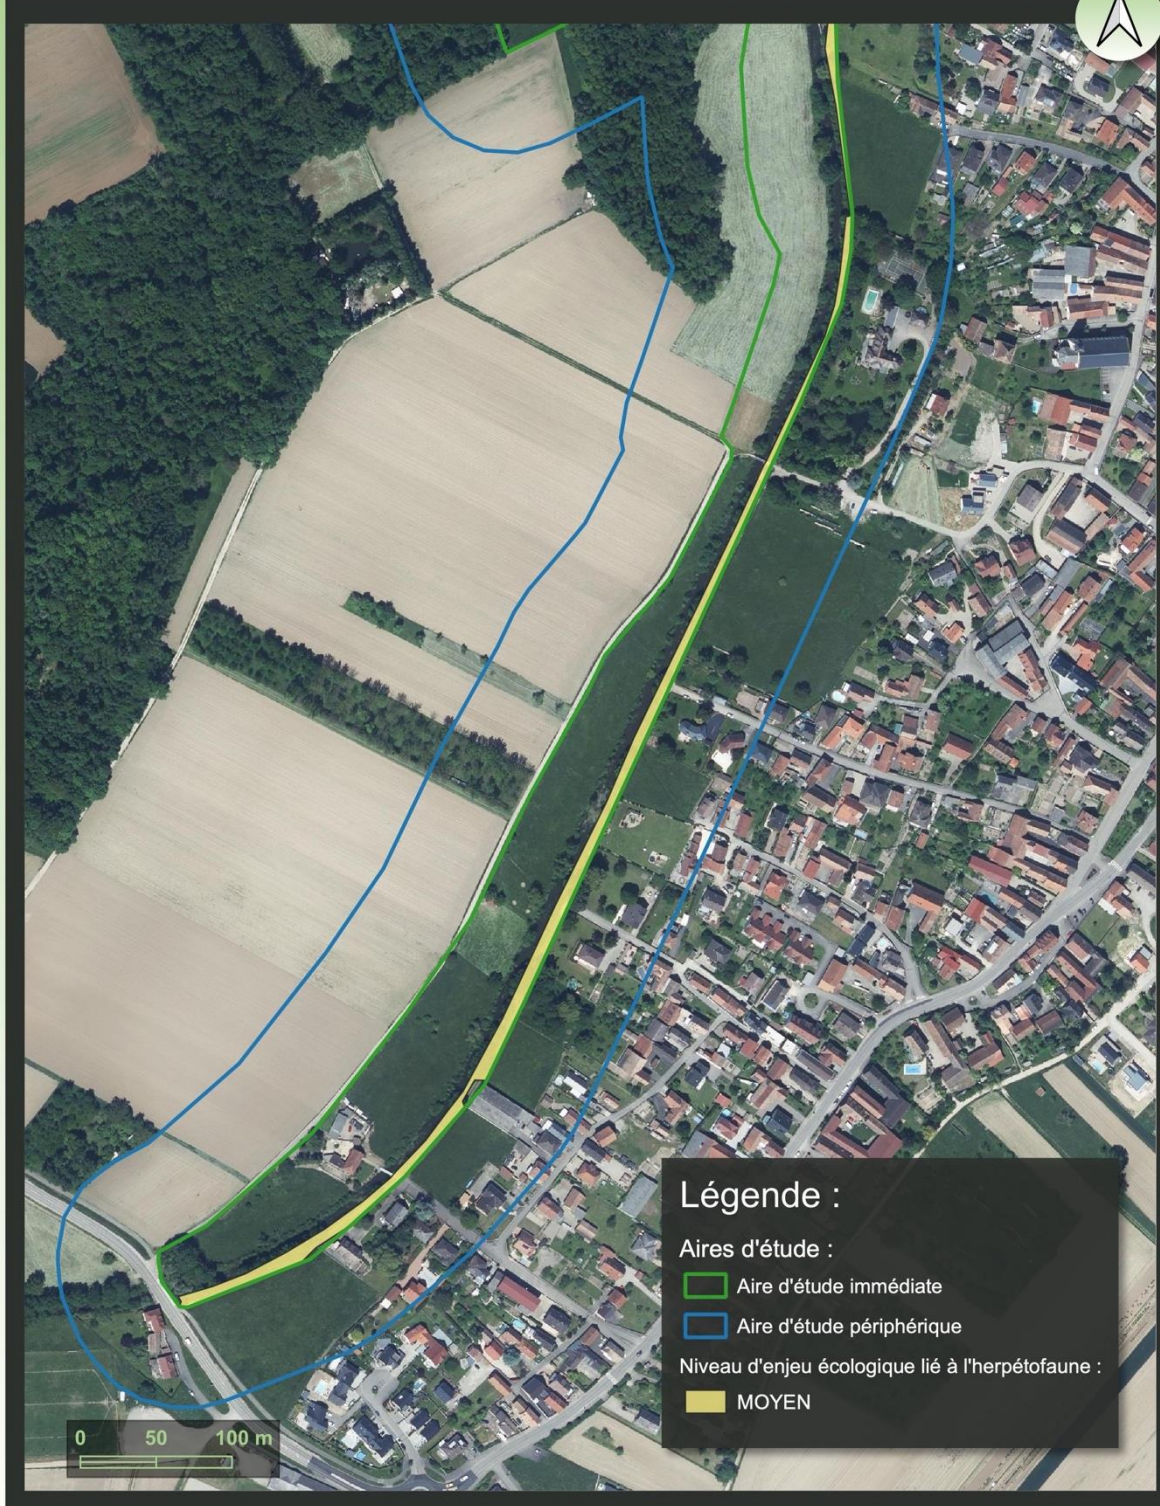 Légende :
Aires d'étude :
Aire d'étude immédiate
Aire d'étude périphérique
Niveau d'enjeu écologique lié à l'herpétofaune :
MOYEN
0 50 100 m